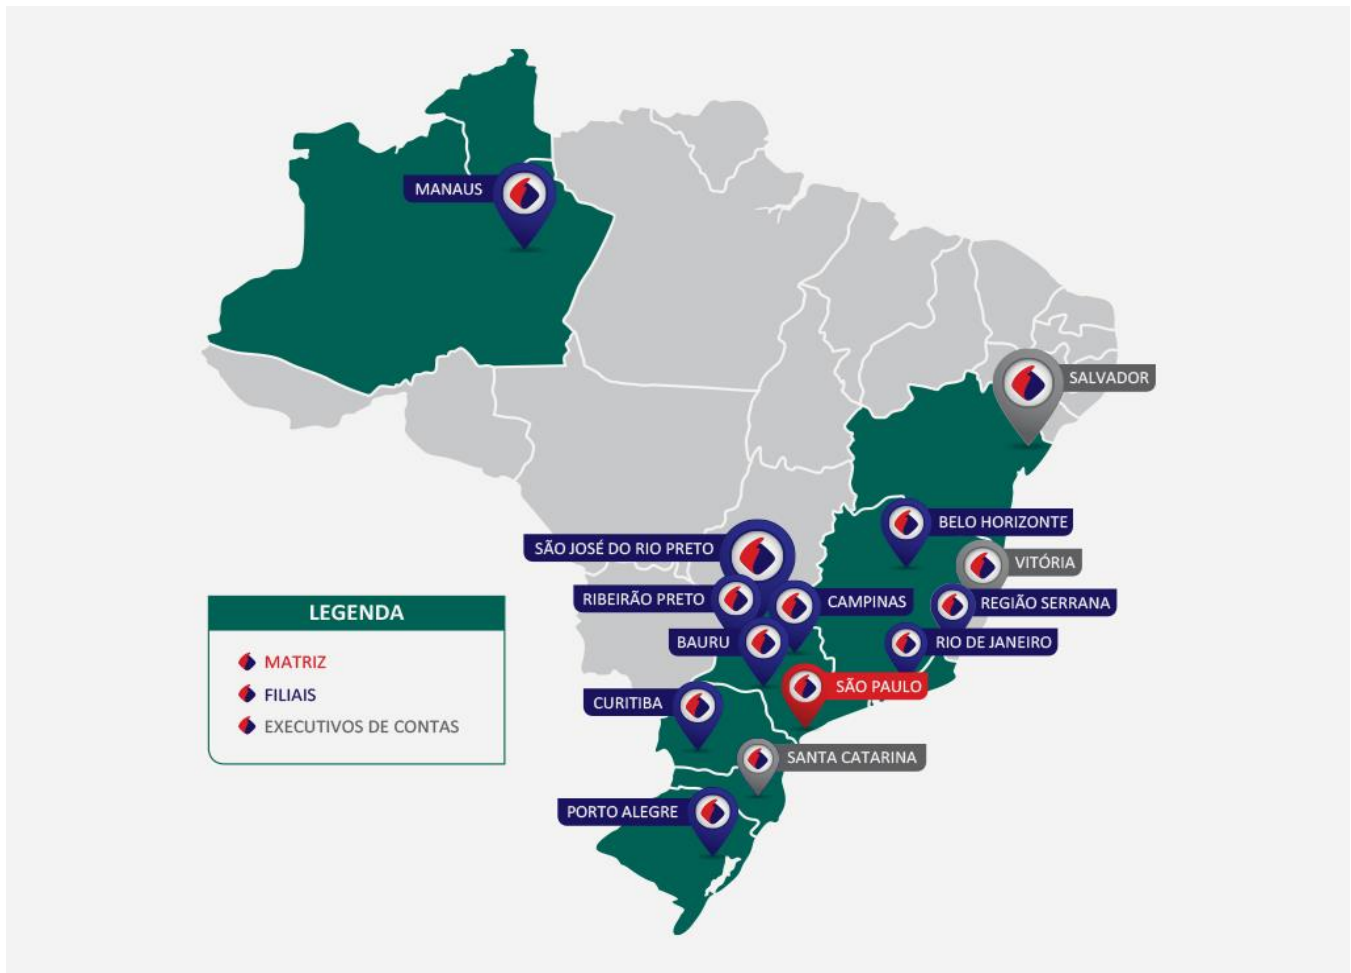 MANAUS
SALVADOR
BELO HORIZONTE
SÃO JOSÉ DO RIO PRETO
VITÓRIA
RIBEIRÃO PRETO
CAMPINAS
REGIÃO SERRANA
BAURU
RIO DE JANEIRO
SÃO PAULO
CURITIBA
SANTA CATARINA
PORTO ALEGRE
LEGENDA
MATRIZ
FILIAIS
EXECUTIVOS DE CONTAS